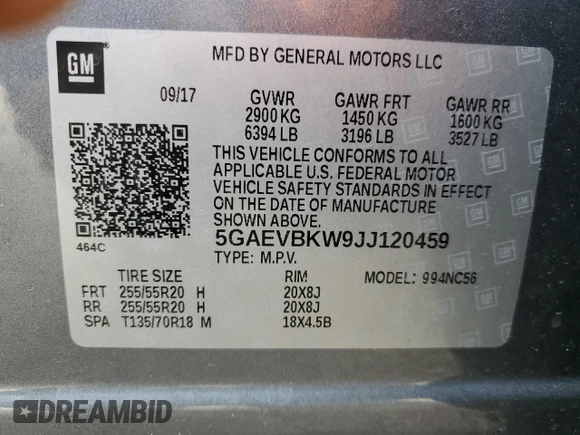 GM
MFD BY GENERAL MOTORS LLC
09/17 GVWR GAWR FRT GAWR RR
2900 KG 1450 KG 1600 KG
6394 LB 3196 LB 3527 LB
THIS VEHICLE CONFORMS TO ALL
APPLICABLE U.S. FEDERAL MOTOR
VEHICLE SAFETY STANDARDS IN EFFECT
ON THE DATE OF MANUFACTURE
SHOWN ABOVE.
464C
5GAEVBKW9JJ120459
TYPE: M.P.V.
TIRE SIZE RIM MODEL: 994NC56
FRT 255/55R20 H 20X8J
RR 255/55R20 H 20X8J
SPA T135/70R18 M 18X4.5B
DREAMBID